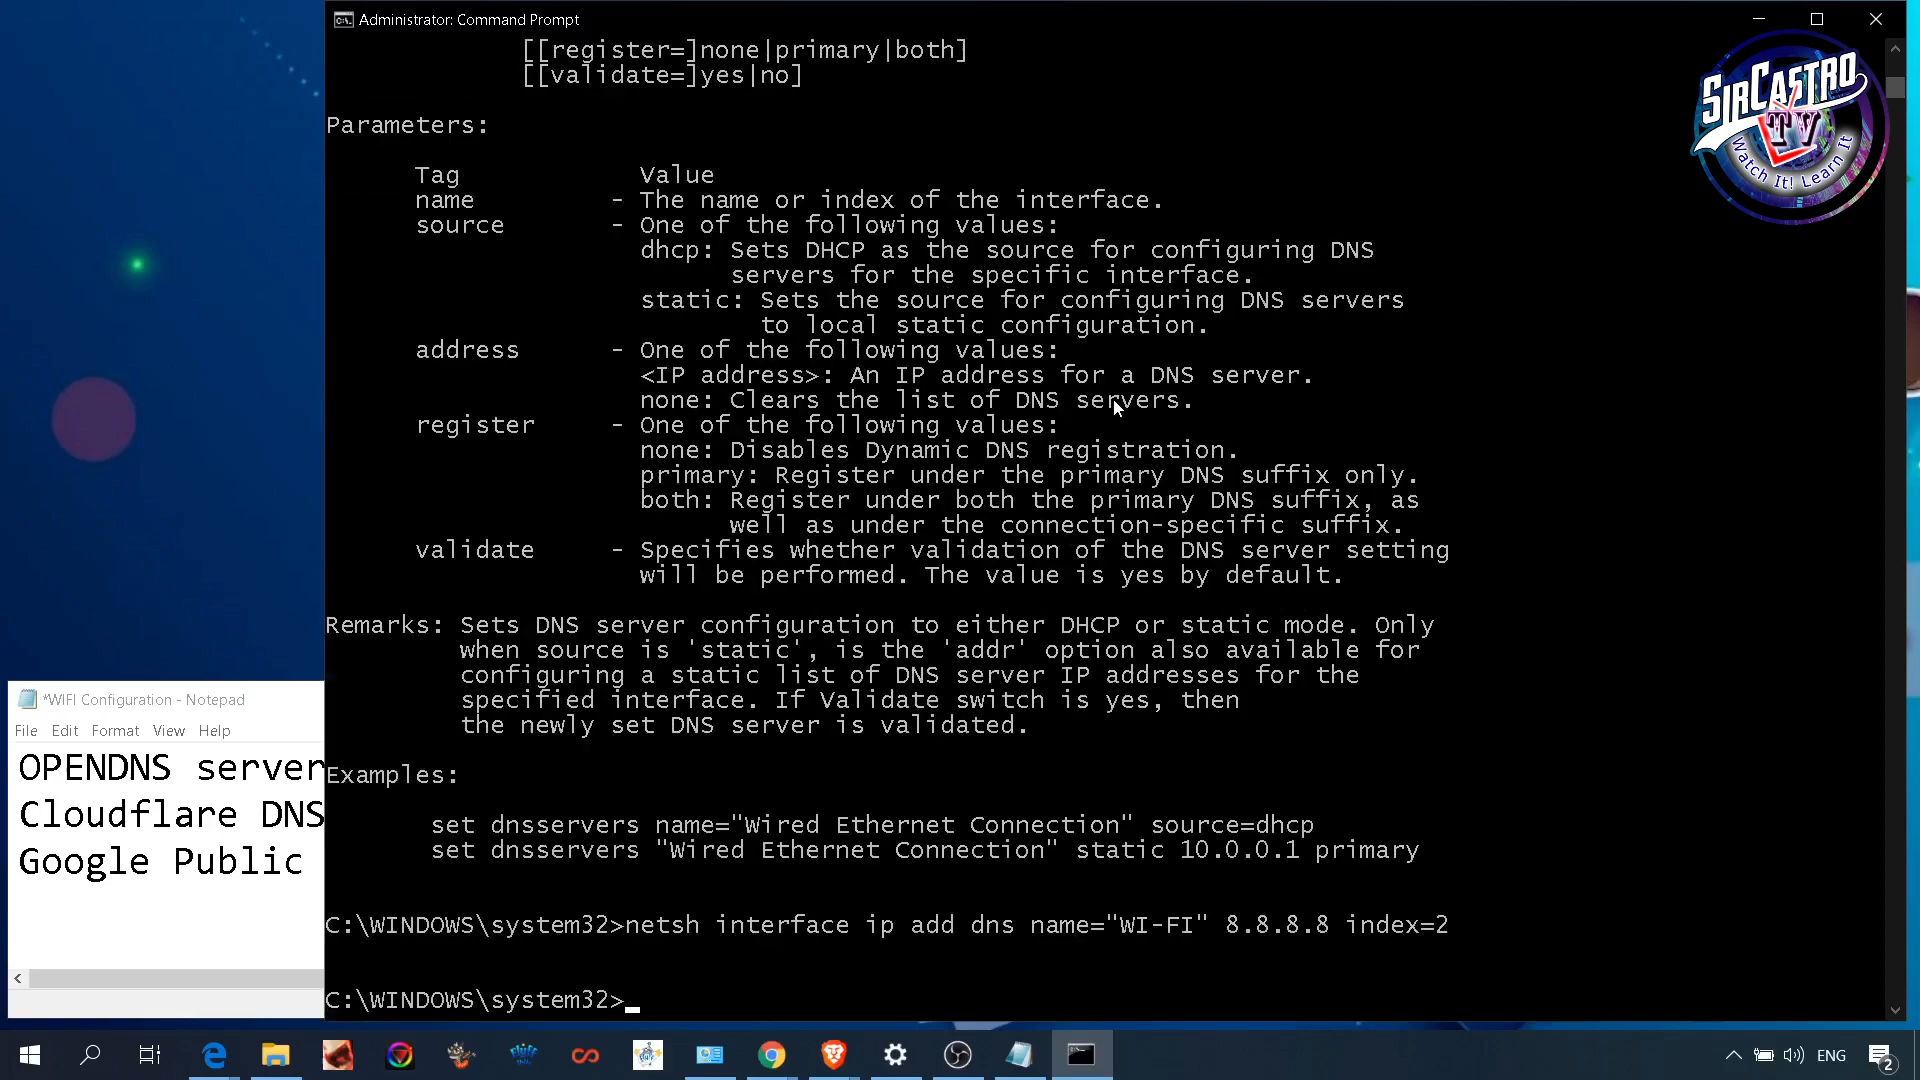 Administrator: Command Prompt
[[register=]none|primary|both]
[[validate=]yes|no]
Parameters:
Tag Value
name - The name or index of the interface.
source - One of the following values:
dhcp: Sets DHCP as the source for configuring DNS
servers for the specific interface.
static: Sets the source for configuring DNS servers
to local static configuration.
address - One of the following values:
<IP address>: An IP address for a DNS server.
none: Clears the list of DNS servers.
register - One of the following values:
none: Disables Dynamic DNS registration.
primary: Register under the primary DNS suffix only.
both: Register under both the primary DNS suffix, as
well as under the connection-specific suffix.
validate - Specifies whether validation of the DNS server setting
will be performed. The value is yes by default.
Remarks: Sets DNS server configuration to either DHCP or static mode. Only
when source is 'static', is the 'addr' option also available for
configuring a static list of DNS server IP addresses for the
specified interface. If Validate switch is yes, then
the newly set DNS server is validated.
Examples:
set dnsservers name="Wired Ethernet Connection" source=dhcp
set dnsservers "Wired Ethernet Connection" static 10.0.0.1 primary
C:\WINDOWS\system32>netsh interface ip add dns name="WI-FI" 8.8.8.8 index=2
C:\WINDOWS\system32>
SIRCASTRO
TV
Watch It! Learn It
*WIFI Configuration - Notepad
File Edit Format View Help
OPENDNS server
Cloudflare DNS
Google Public
ENG
2